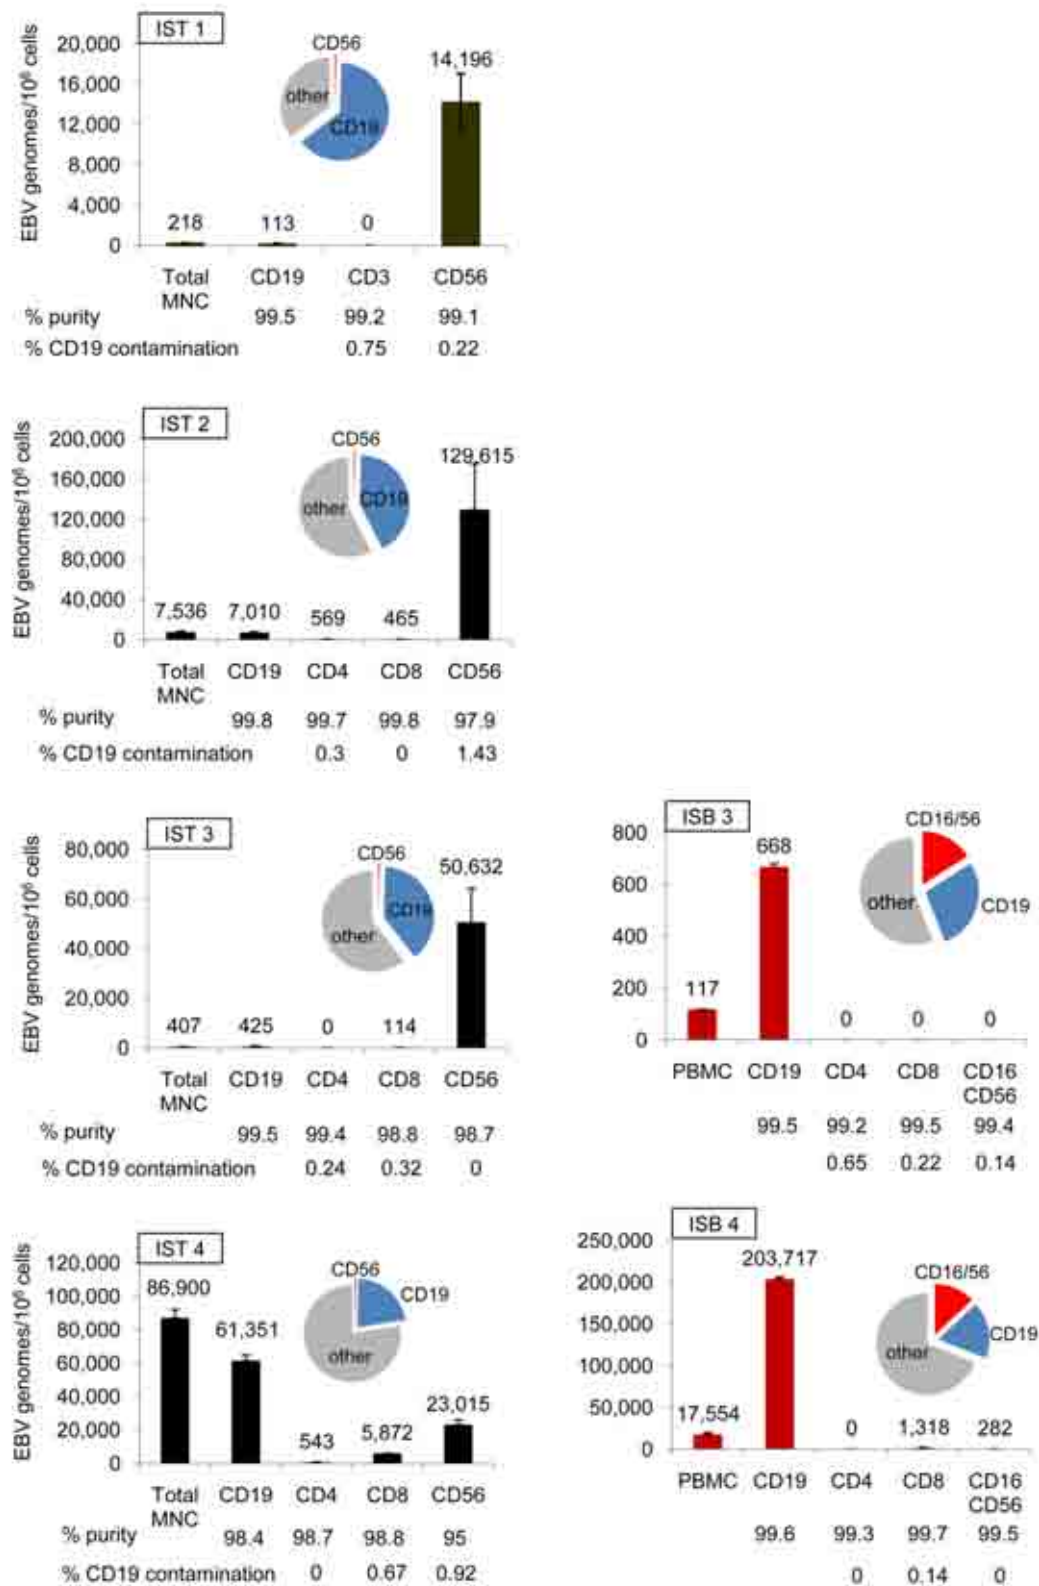 IST 1
EBV genomes/10⁶ cells
20,000
16,000
12,000
8,000
4,000
0
CD56
other
CD19
218
113
0
14,196
Total MNC CD19 CD3 CD56
% purity 99.5 99.2 99.1
% CD19 contamination 0.75 0.22
IST 2
EBV genomes/10⁶ cells
200,000
160,000
120,000
80,000
40,000
0
CD56
other
CD19
7,536
7,010
569
465
129,615
Total MNC CD19 CD4 CD8 CD56
% purity 99.8 99.7 99.8 97.9
% CD19 contamination 0.3 0 1.43
IST 3
EBV genomes/10⁶ cells
80,000
60,000
40,000
20,000
0
CD56
other
CD19
407
425
0
114
50,632
Total MNC CD19 CD4 CD8 CD56
% purity 99.5 99.4 98.8 98.7
% CD19 contamination 0.24 0.32 0
ISB 3
800
600
400
200
0
CD16/56
other
CD19
117
668
0
0
0
PBMC CD19 CD4 CD8 CD16 CD56
99.5 99.2 99.5 99.4
0.65 0.22 0.14
IST 4
EBV genomes/10⁶ cells
120,000
100,000
80,000
60,000
40,000
20,000
0
CD56
CD19
other
86,900
61,351
543
5,872
23,015
Total MNC CD19 CD4 CD8 CD56
% purity 98.4 98.7 98.8 95
% CD19 contamination 0 0.67 0.92
ISB 4
250,000
200,000
150,000
100,000
50,000
0
CD16/56
CD19
other
17,554
203,717
0
1,318
282
PBMC CD19 CD4 CD8 CD16 CD56
99.6 99.3 99.7 99.5
0 0.14 0